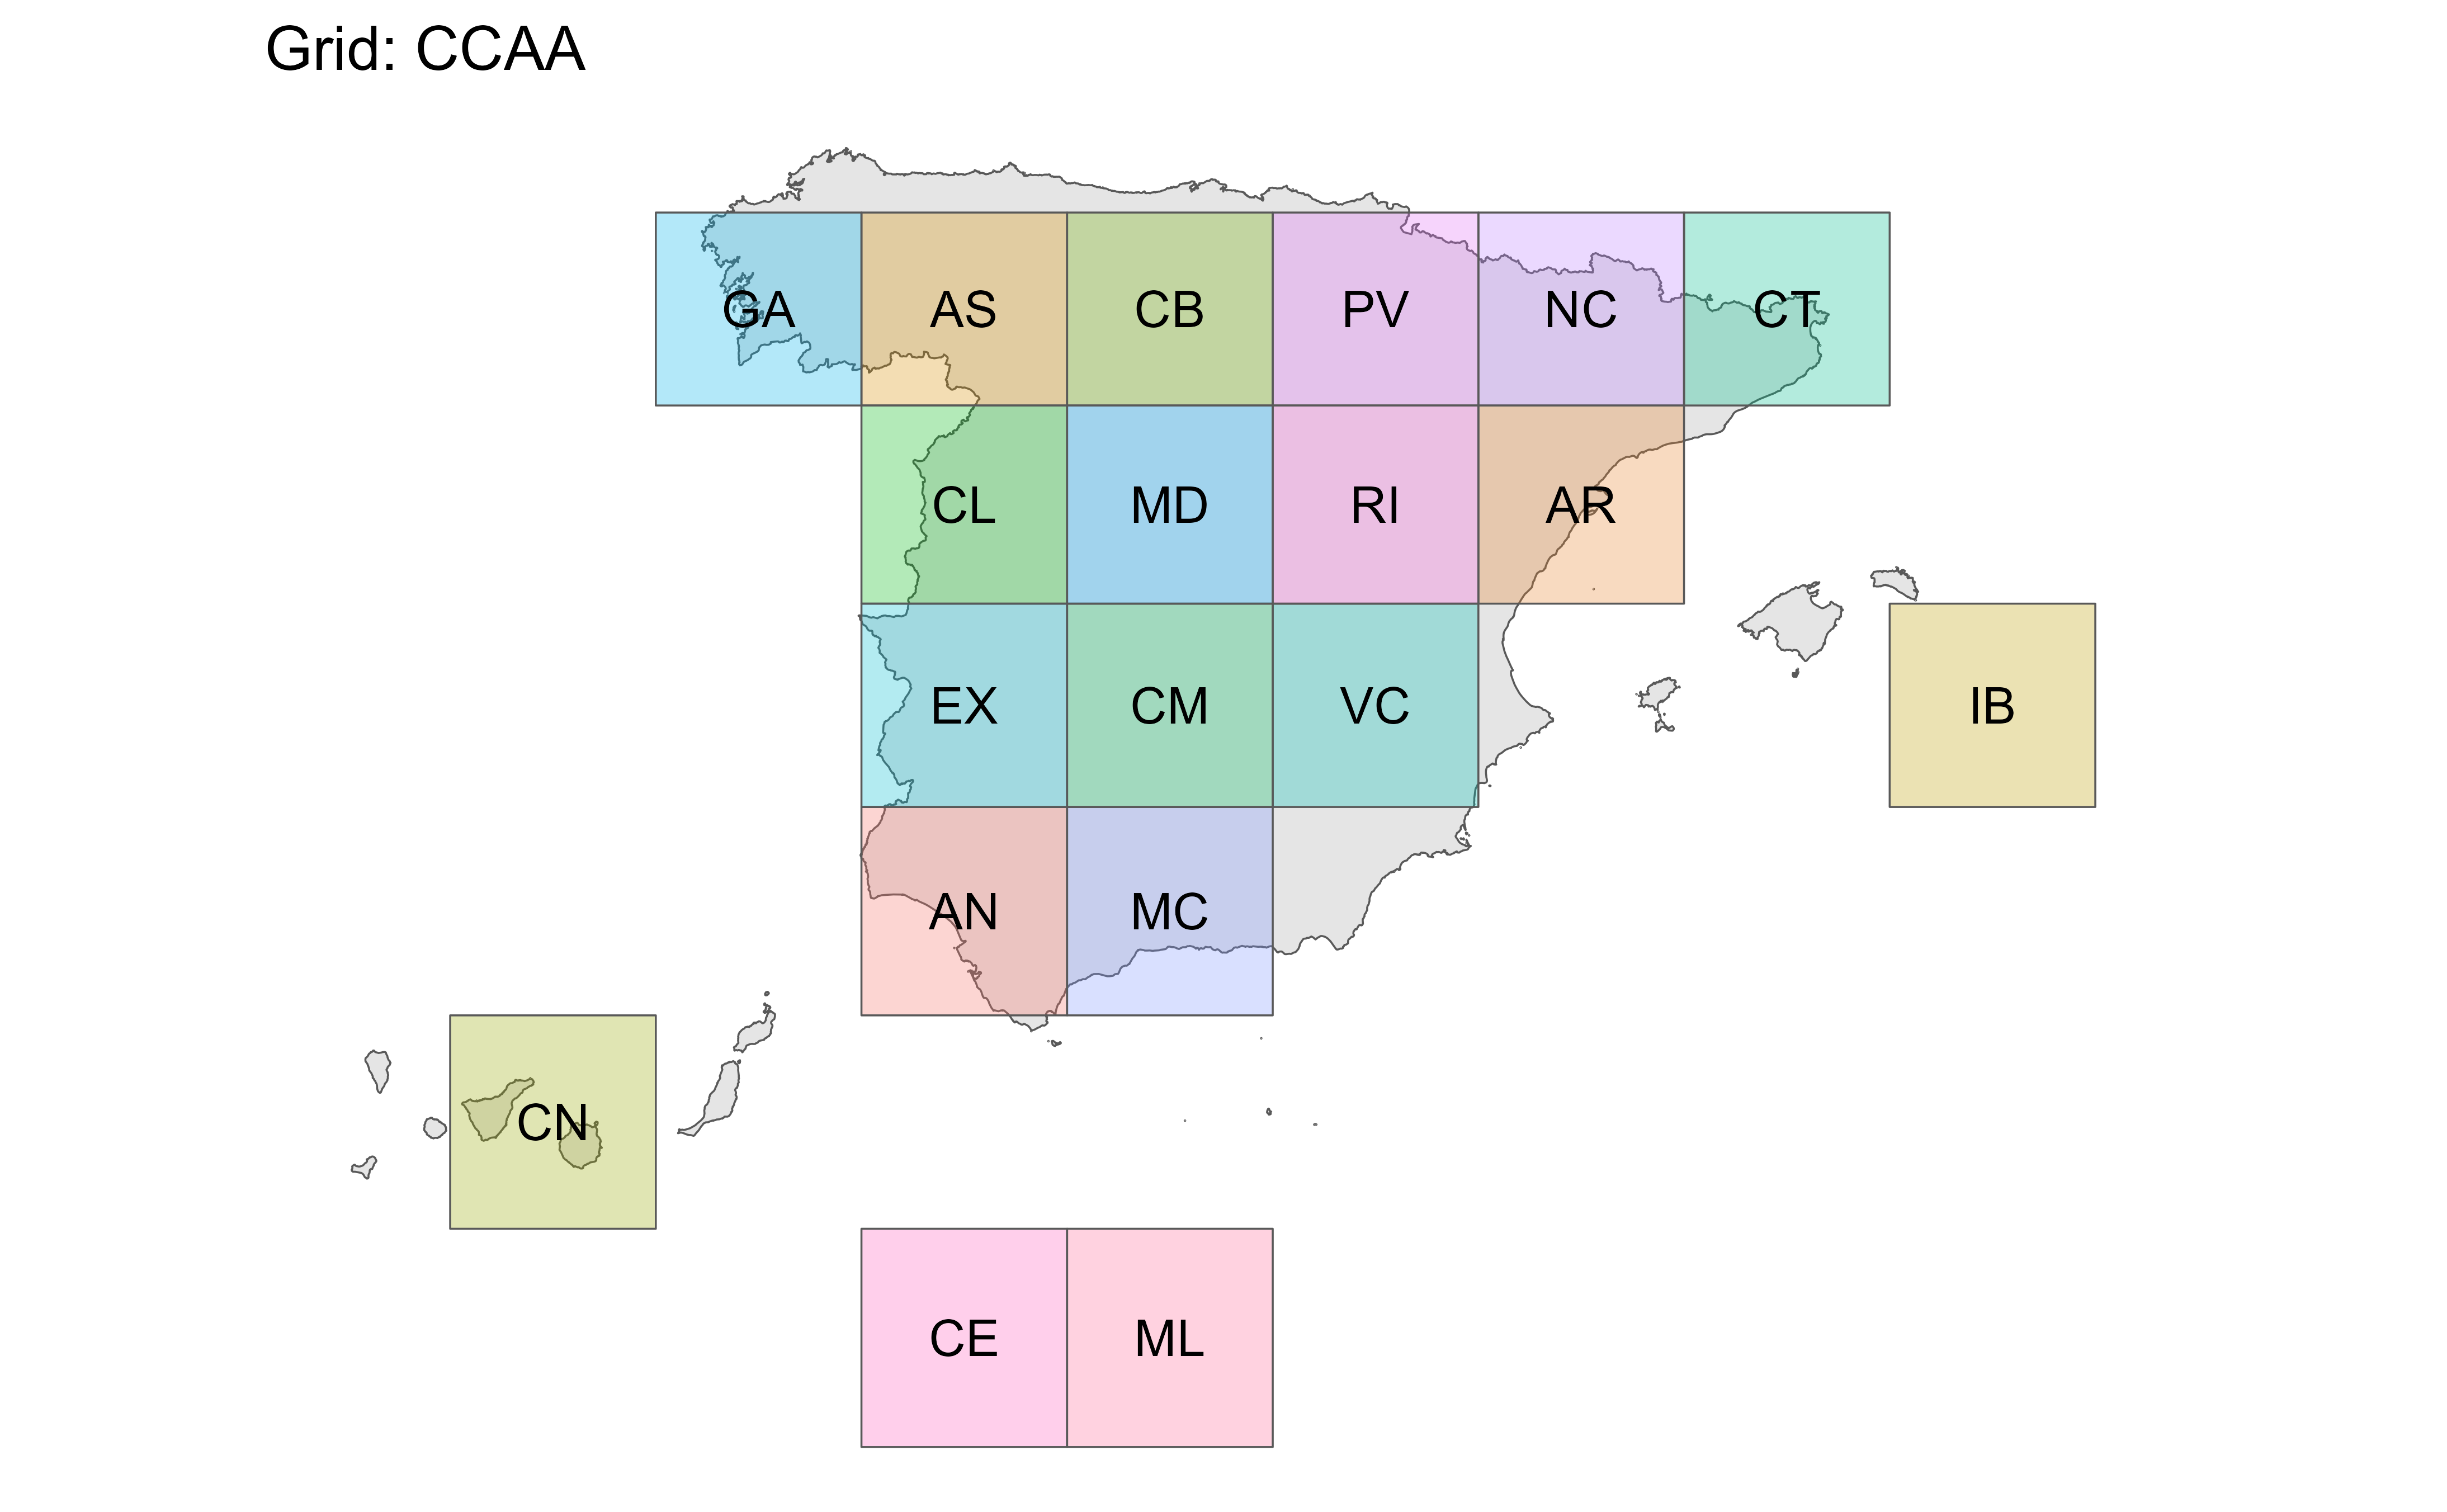 Grid: CCAA
GA AS CB PV NC CT
CL MD RI AR
EX CM VC IB
AN MC
CN
CE ML